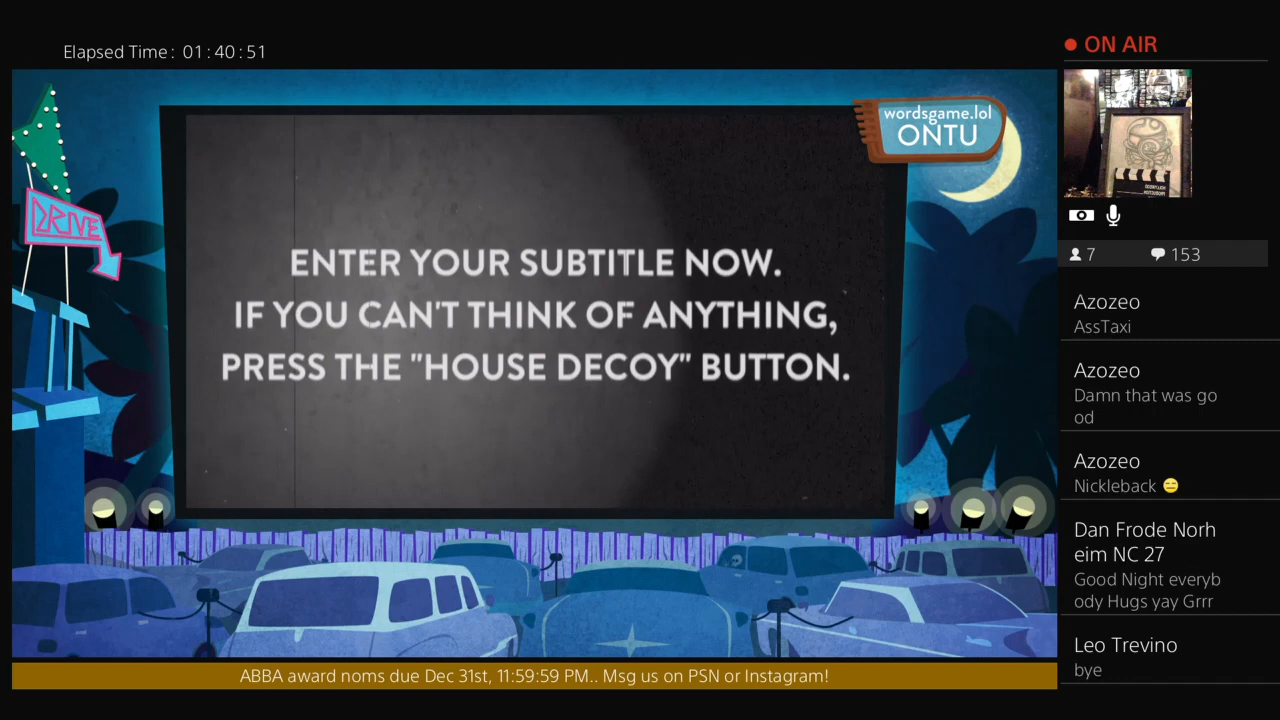 Elapsed Time: 01:40:51
ON AIR
wordsgame.lol
ONTU
DRIVE
ENTER YOUR SUBTITLE NOW.
IF YOU CAN'T THINK OF ANYTHING,
PRESS THE "HOUSE DECOY" BUTTON.
7
153
Azozeo
AssTaxi
Azozeo
Damn that was go
od
Azozeo
Nickleback 😑
Dan Frode Norh
eim NC 27
Good Night everyb
ody Hugs yay Grrr
Leo Trevino
bye
ABBA award noms due Dec 31st, 11:59:59 PM.. Msg us on PSN or Instagram!